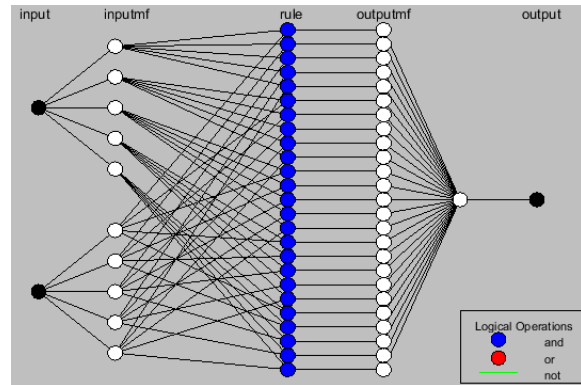 input inputmf rule outputmf output
Logical Operations
and
or
not